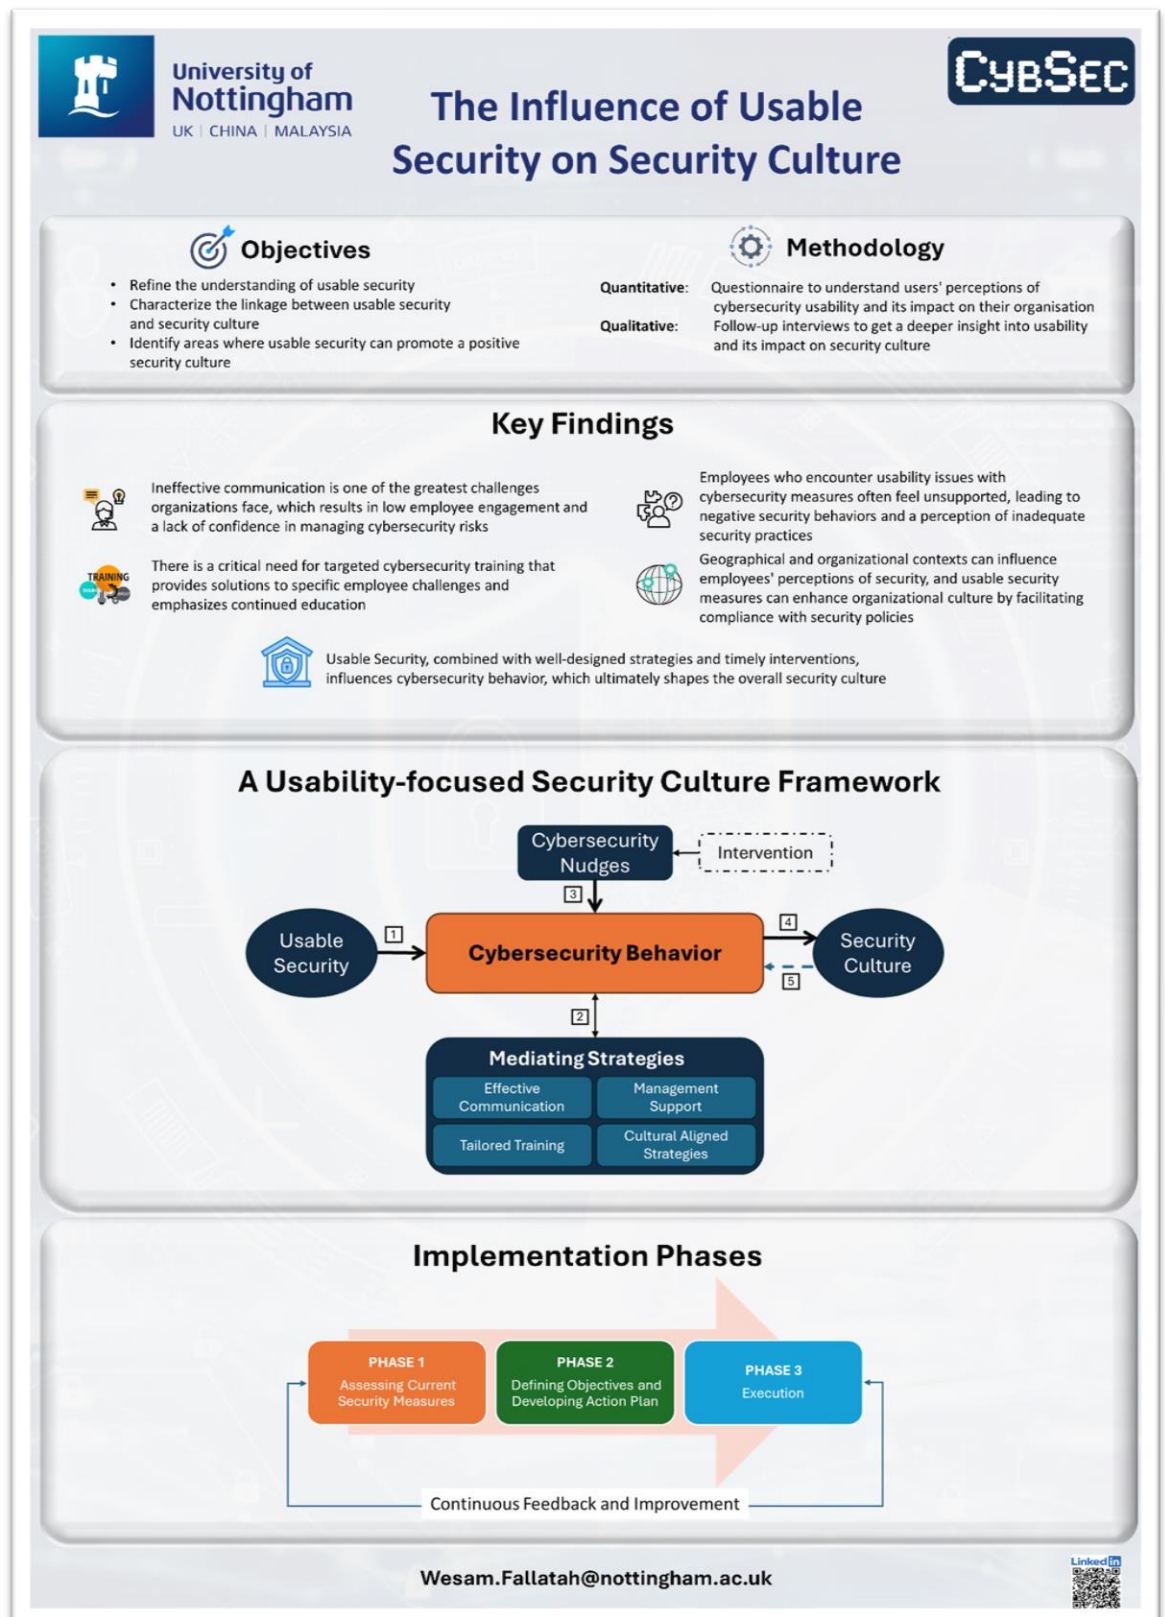 University of
Nottingham
UK | CHINA | MALAYSIA
CYBSEC
The Influence of Usable
Security on Security Culture
Objectives
• Refine the understanding of usable security
• Characterize the linkage between usable security
and security culture
• Identify areas where usable security can promote a positive
security culture
Methodology
Quantitative: Questionnaire to understand users' perceptions of
cybersecurity usability and its impact on their organisation
Qualitative: Follow-up interviews to get a deeper insight into usability
and its impact on security culture
Key Findings
Ineffective communication is one of the greatest challenges
organizations face, which results in low employee engagement and
a lack of confidence in managing cybersecurity risks
Employees who encounter usability issues with
cybersecurity measures often feel unsupported, leading to
negative security behaviors and a perception of inadequate
security practices
TRAINING
There is a critical need for targeted cybersecurity training that
provides solutions to specific employee challenges and
emphasizes continued education
Geographical and organizational contexts can influence
employees' perceptions of security, and usable security
measures can enhance organizational culture by facilitating
compliance with security policies
Usable Security, combined with well-designed strategies and timely interventions,
influences cybersecurity behavior, which ultimately shapes the overall security culture
A Usability-focused Security Culture Framework
Cybersecurity
Nudges
Intervention
3
Usable
Security
1
Cybersecurity Behavior
4
5
Security
Culture
2
Mediating Strategies
Effective
Communication
Management
Support
Tailored Training
Cultural Aligned
Strategies
Implementation Phases
PHASE 1
Assessing Current
Security Measures
PHASE 2
Defining Objectives and
Developing Action Plan
PHASE 3
Execution
Continuous Feedback and Improvement
Wesam.Fallatah@nottingham.ac.uk
Linked in